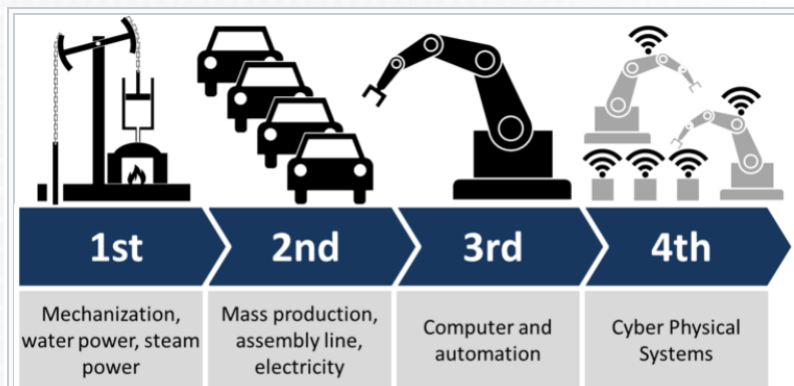 1st
2nd
3rd
4th
Mechanization,
water power, steam
power
Mass production,
assembly line,
electricity
Computer and
automation
Cyber Physical
Systems